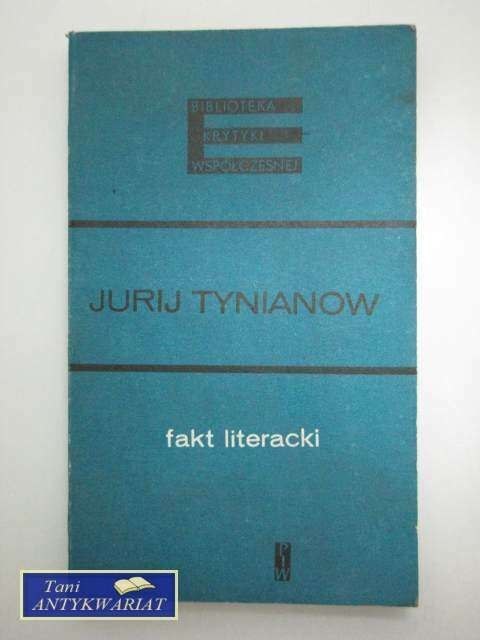 BIBLIOTEKA
KRYTYKI
WSPÓŁCZESNEJ
JURIJ TYNIANOW
fakt literacki
PIW
Tani
ANTYKWARIAT